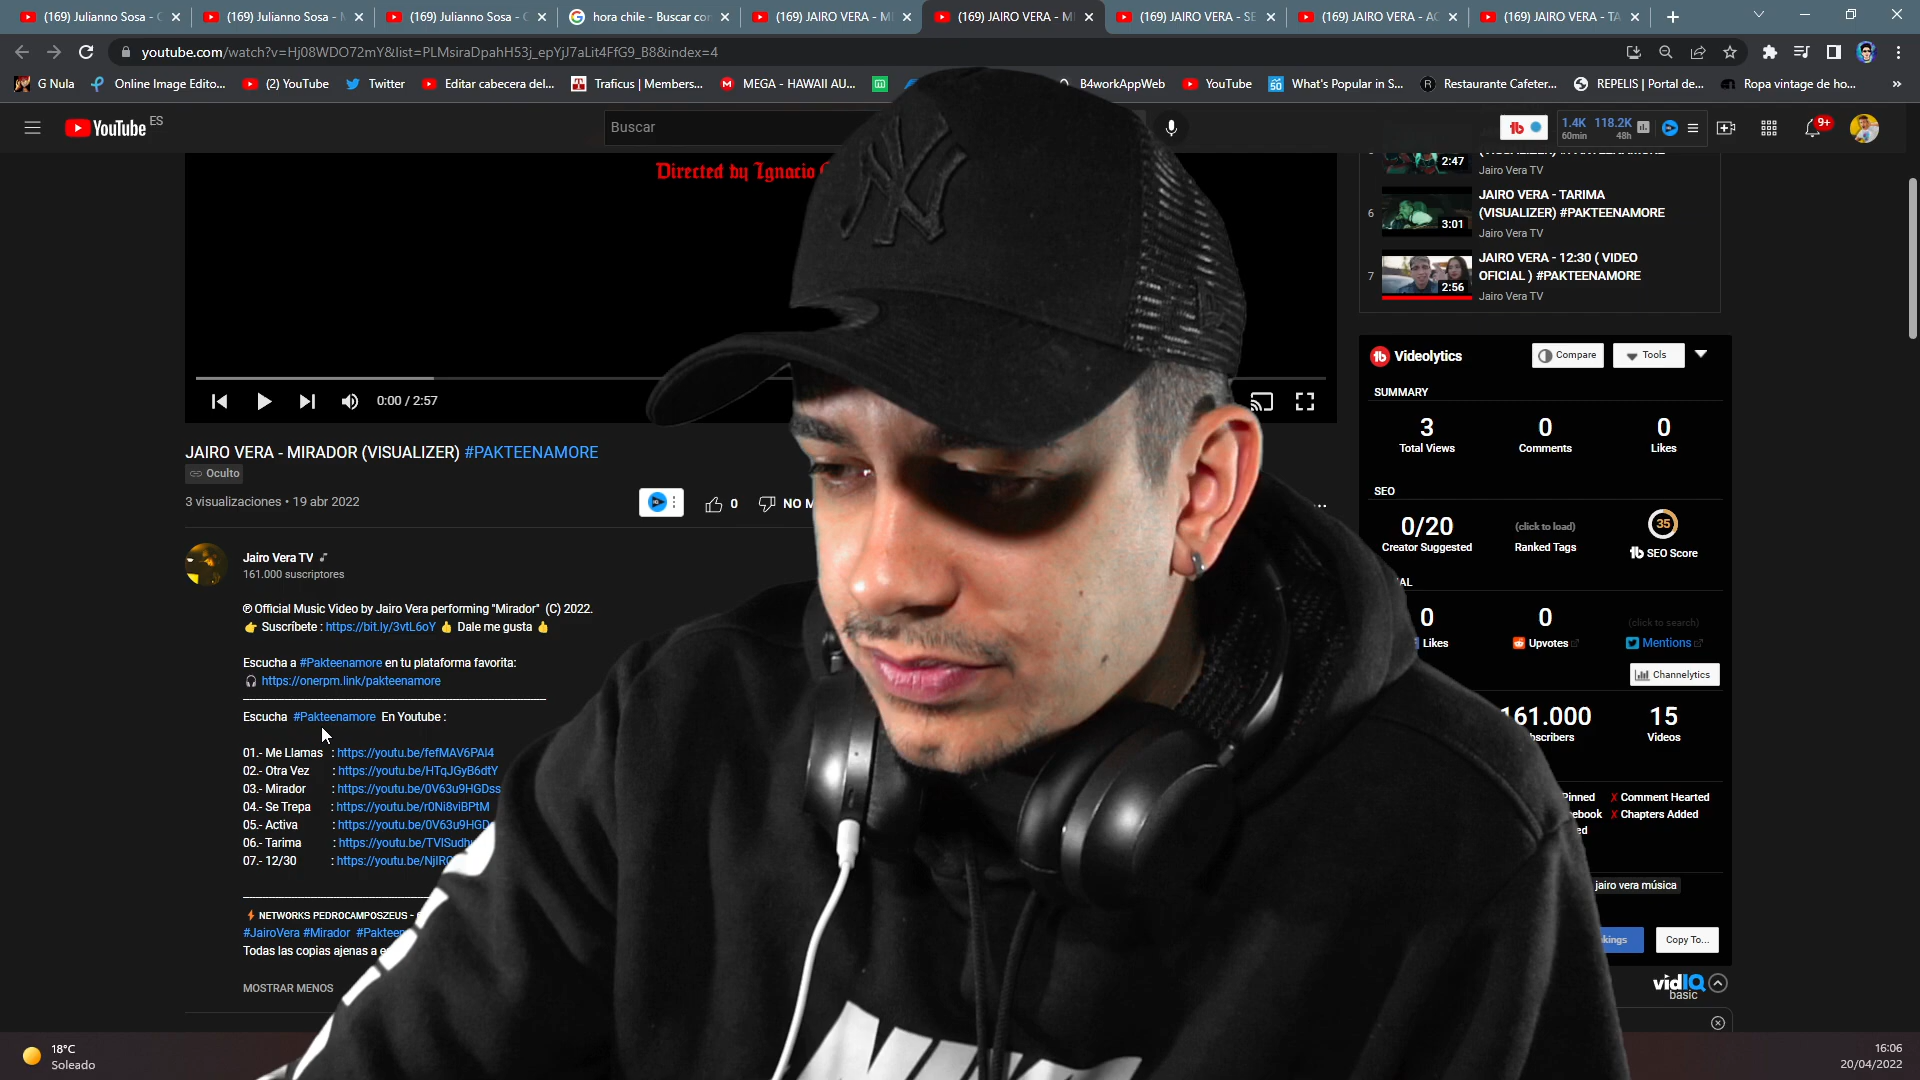 (169) Julianno Sosa - C
(169) Julianno Sosa -
(169) Julianno Sosa - C
hora chile - Buscar co
(169) JAIRO VERA - M
(169) JAIRO VERA - M
(169) JAIRO VERA - SE
(169) JAIRO VERA - AC
(169) JAIRO VERA - TA
youtube.com/watch?v=Hj08WDO72mY&list=PLMsiraDpahH53j_epYjJ7aLit4FfG9_B8&index=4
G Nula
Online Image Edito...
(2) YouTube
Twitter
Editar cabecera del...
Traficus | Members...
MEGA - HAWAII AU...
B4workAppWeb
YouTube
What's Popular in S...
Restaurante Cafeter...
REPELIS | Portal de...
Ropa vintage de ho...
YouTube ES
Buscar
1.4K 118.2K
60min 48h
9+
Directed by Ignacio
2:47
Jairo Vera TV
6
3:01
JAIRO VERA - TARIMA
(VISUALIZER) #PAKTEENAMORE
Jairo Vera TV
7
2:56
JAIRO VERA - 12:30 ( VIDEO
OFICIAL ) #PAKTEENAMORE
Jairo Vera TV
NY
0:00 / 2:57
JAIRO VERA - MIRADOR (VISUALIZER) #PAKTEENAMORE
Oculto
3 visualizaciones • 19 abr 2022
0
NO M
Jairo Vera TV
161.000 suscriptores
℗ Official Music Video by Jairo Vera performing "Mirador" (C) 2022.
👉 Suscríbete : https://bit.ly/3vtL6oY 👍 Dale me gusta 👍
Escucha a #Pakteenamore en tu plataforma favorita:
🎧 https://onerpm.link/pakteenamore
Escucha #Pakteenamore En Youtube :
01.- Me Llamas : https://youtu.be/fefMAV6PAI4
02.- Otra Vez : https://youtu.be/HTqJGyB6dtY
03.- Mirador : https://youtu.be/0V63u9HGDss
04.- Se Trepa : https://youtu.be/r0Ni8viBPtM
05.- Activa : https://youtu.be/0V63u9HGD
06.- Tarima : https://youtu.be/TVISudh
07.- 12/30 : https://youtu.be/NjIR
⚡ NETWORKS PEDROCAMPOSZEUS -
#JairoVera #Mirador #Pakteen
Todas las copias ajenas a e
MOSTRAR MENOS
Videolytics
Compare
Tools
SUMMARY
3
Total Views
0
Comments
0
Likes
SEO
0/20
Creator Suggested
(click to load)
Ranked Tags
35
SEO Score
AL
0
Likes
0
Upvotes
(click to search)
Mentions
Channelytics
161.000
bscribers
15
Videos
Pinned
✗ Comment Hearted
ebook
✗ Chapters Added
ed
jairo vera música
kings
Copy To...
vidIQ
basic
18°C
Soleado
16:06
20/04/2022